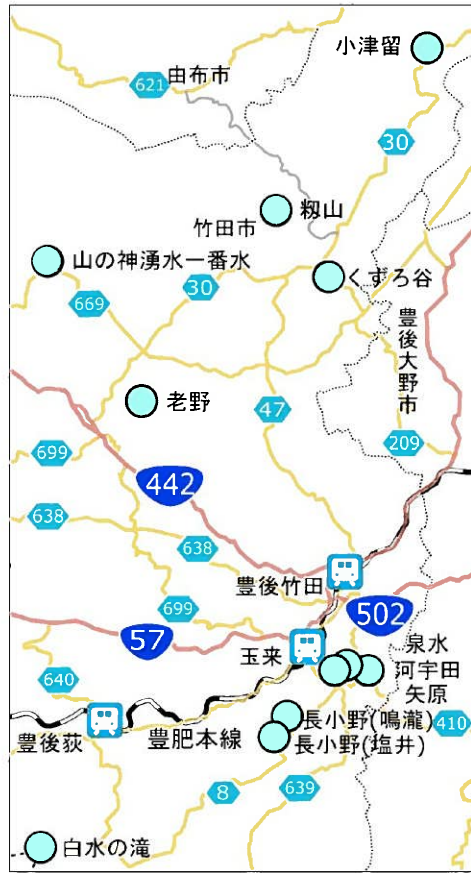 小津留
由布市
621
30
籾山
竹田市
山の神湧水一番水
くずろ谷
30
669
豊後大野市
老野
47
209
699
442
638
638
豊後竹田
699
502
57
玉来
泉水
河宇田
矢原
640
410
長小野(鳴瀧)
長小野(塩井)
豊後荻
豊肥本線
8
639
白水の滝